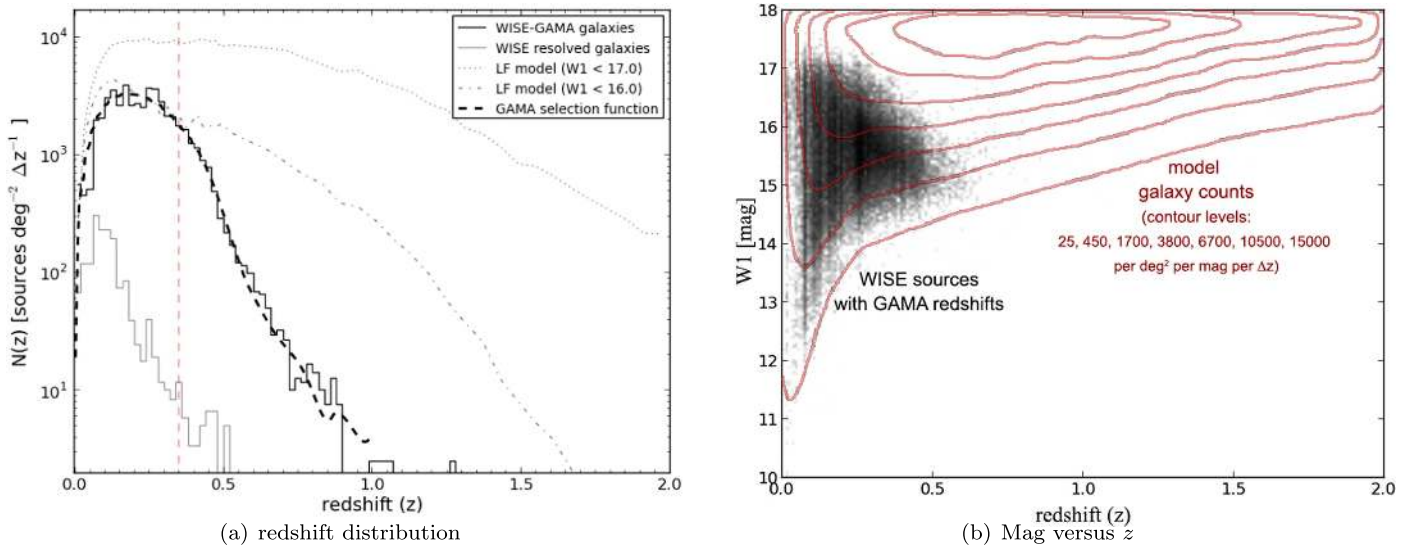 10⁴
10³
10²
10¹
N(z) [sources deg⁻² Δz⁻¹]
WISE-GAMA galaxies
WISE resolved galaxies
LF model (W1 < 17.0)
LF model (W1 < 16.0)
GAMA selection function
0.0 0.5 1.0 1.5 2.0
redshift (z)
(a) redshift distribution
18
17
16
15
14
13
12
11
10
W1 [mag]
model
galaxy counts
(contour levels:
25, 450, 1700, 3800, 6700, 10500, 15000
per deg² per mag per Δz)
WISE sources
with GAMA redshifts
0.0 0.5 1.0 1.5 2.0
redshift (z)
(b) Mag versus z